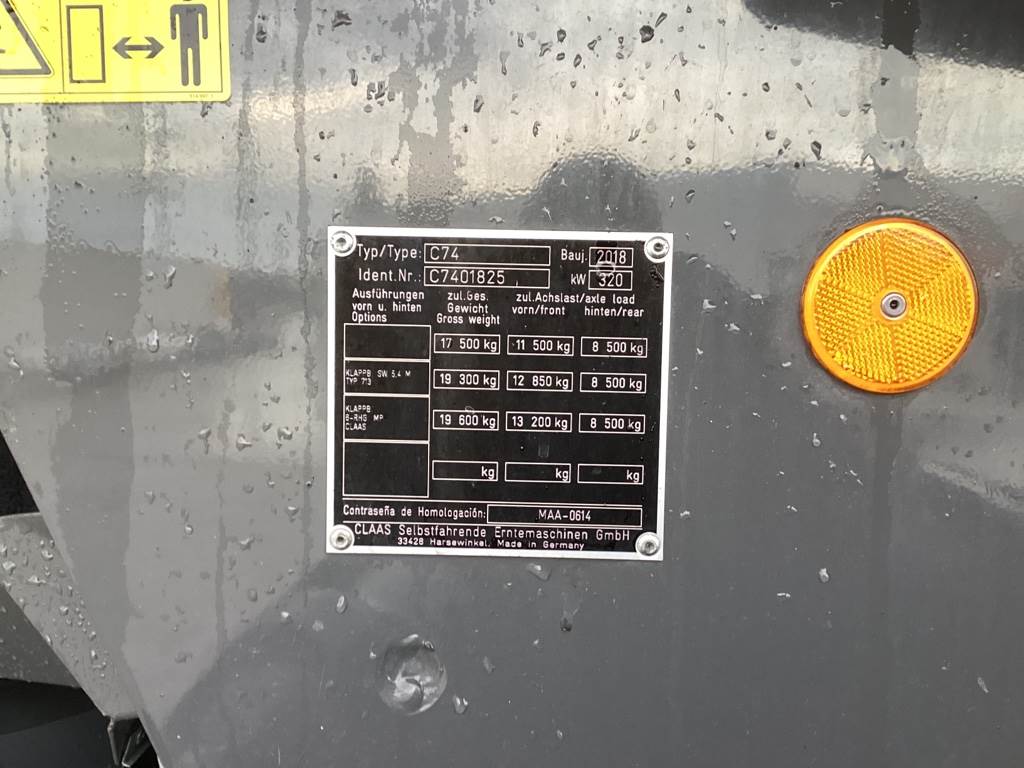 Typ/Type: C74 Bauj. 2018
Ident.Nr.: C7401825 kW 320
Ausführungen vorn u. hinten Options
zul.Ges. Gewicht Gross weight
zul.Achslast/axle load
vorn/front hinten/rear
17 500 kg 11 500 kg 8 500 kg
KLAPPB. SW 5,4 M
TYP 713
19 300 kg 12 850 kg 8 500 kg
KLAPPB
B-RHG MP
CLAAS
19 600 kg 13 200 kg 8 500 kg
kg kg kg
Contraseña de Homologación: MAA-0614
CLAAS Selbstfahrende Erntemaschinen GmbH
33428 Harsewinkel, Made in Germany